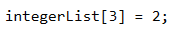 integerList[3] = 2;